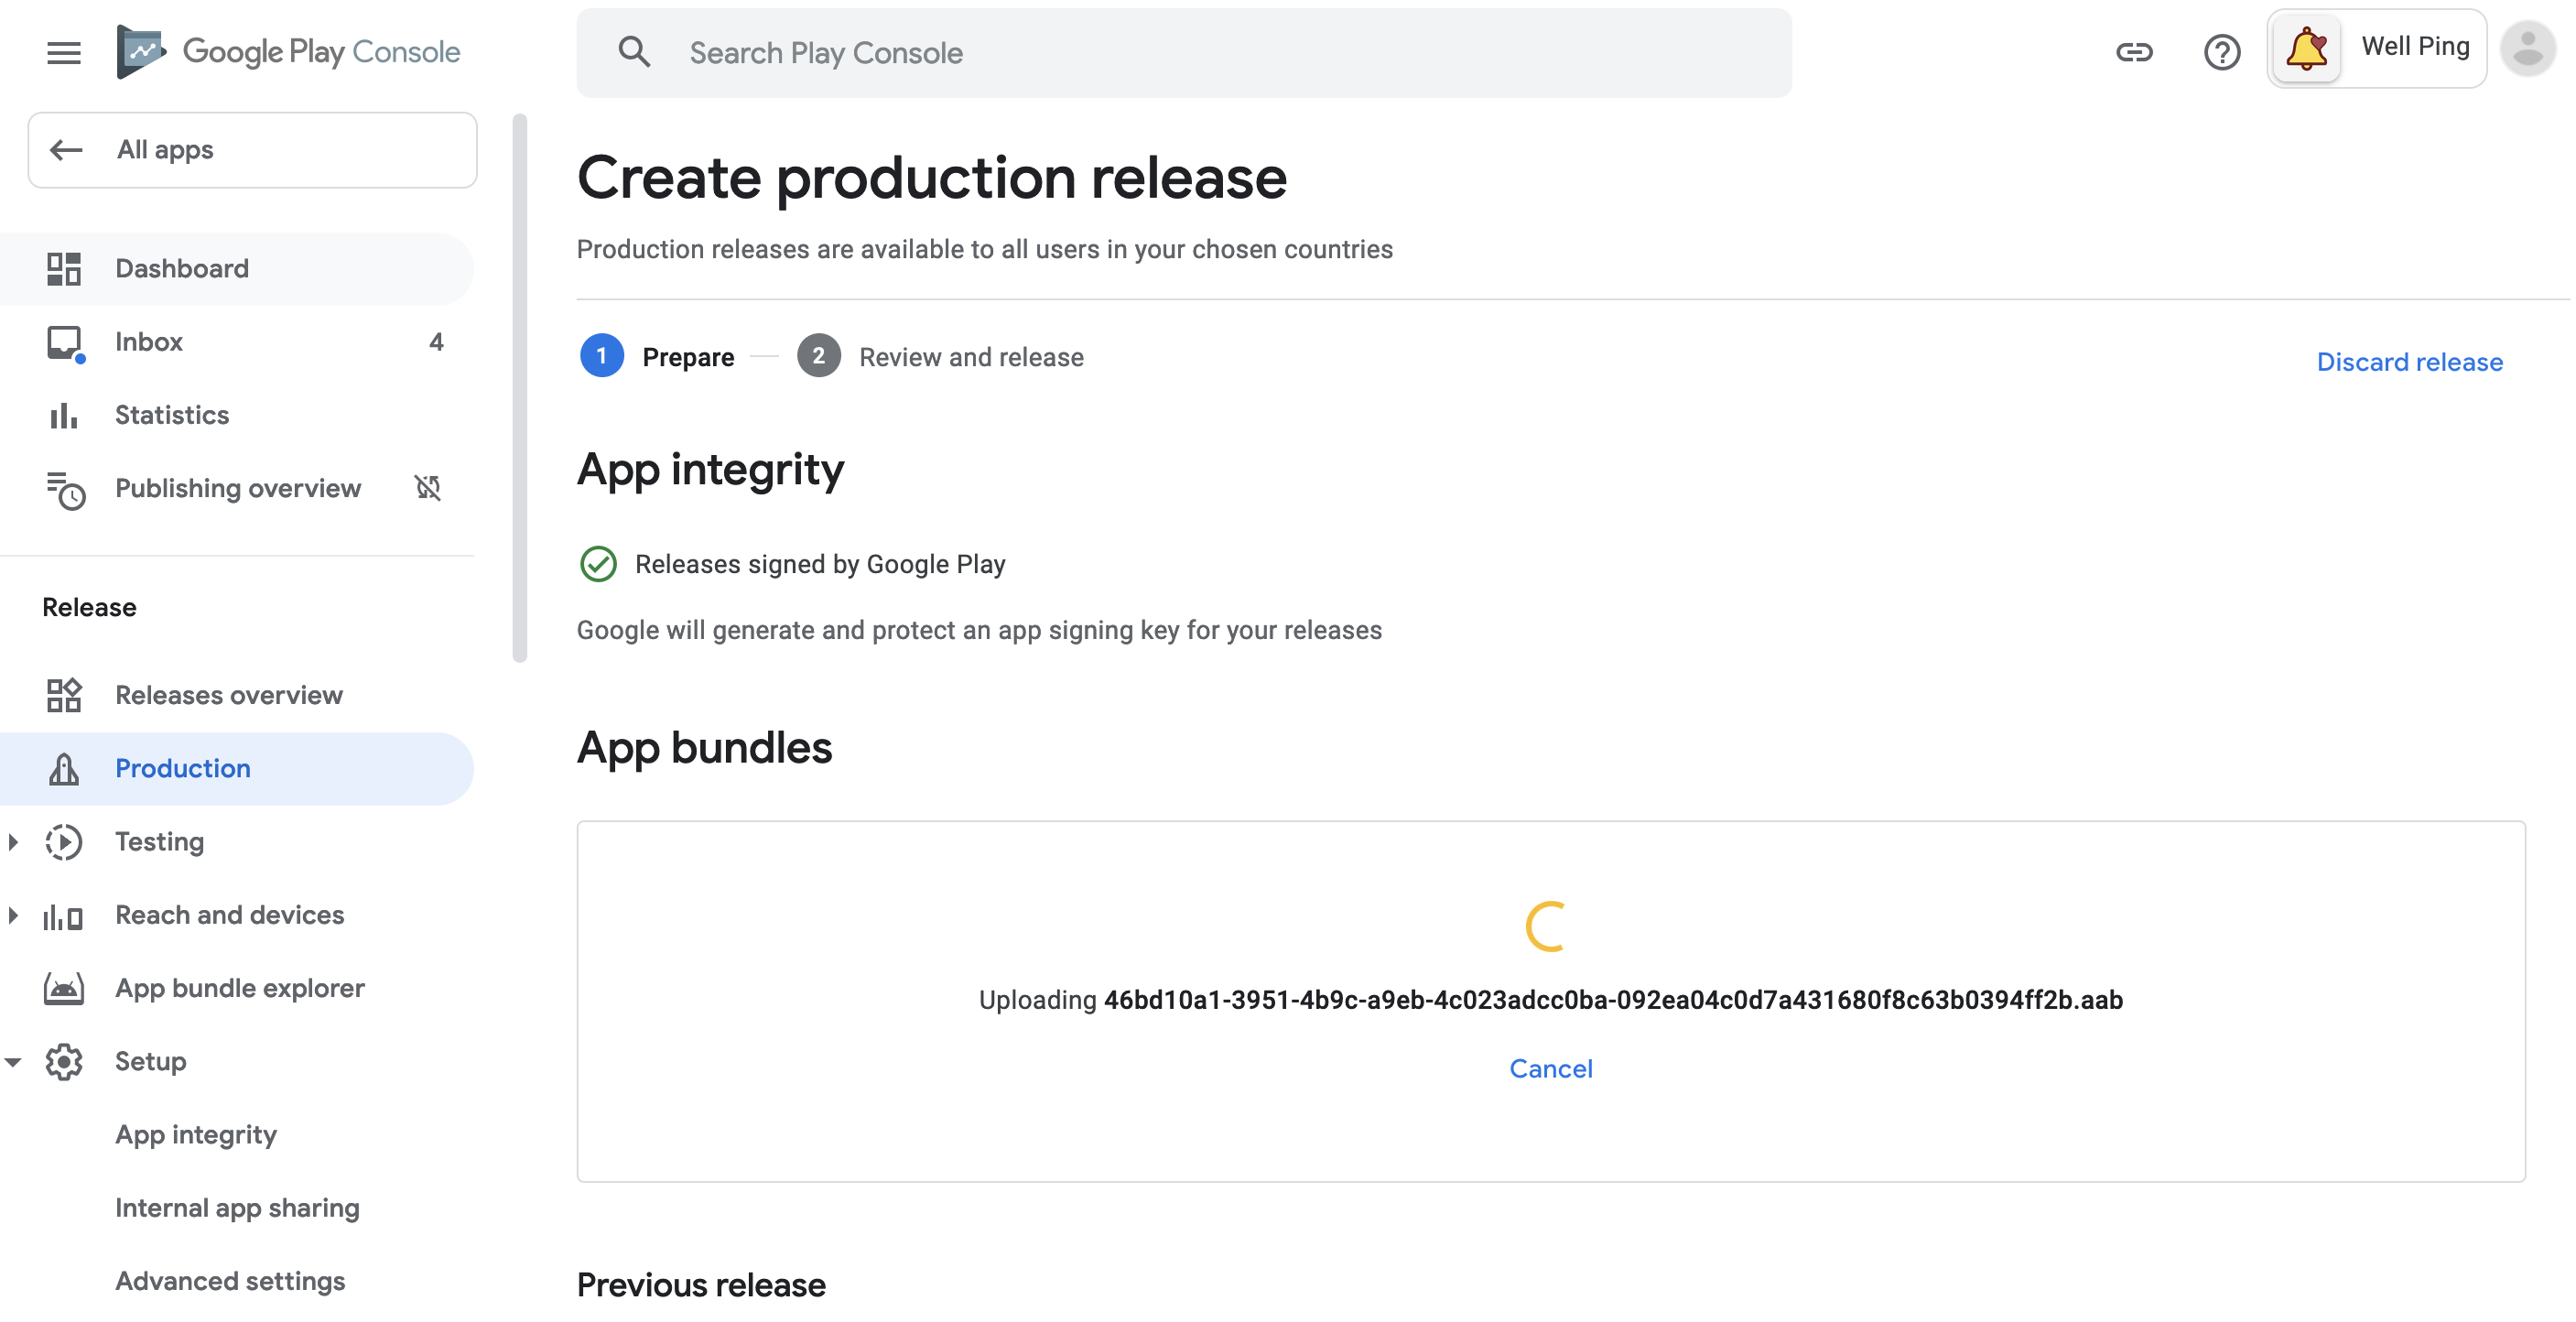 Google Play Console
Search Play Console
Well Ping
All apps
Dashboard
Inbox 4
Statistics
Publishing overview
Release
Releases overview
Production
Testing
Reach and devices
App bundle explorer
Setup
App integrity
Internal app sharing
Advanced settings
Create production release
Production releases are available to all users in your chosen countries
1 Prepare 2 Review and release
Discard release
App integrity
Releases signed by Google Play
Google will generate and protect an app signing key for your releases
App bundles
Uploading 46bd10a1-3951-4b9c-a9eb-4c023adcc0ba-092ea04c0d7a431680f8c63b0394ff2b.aab
Cancel
Previous release